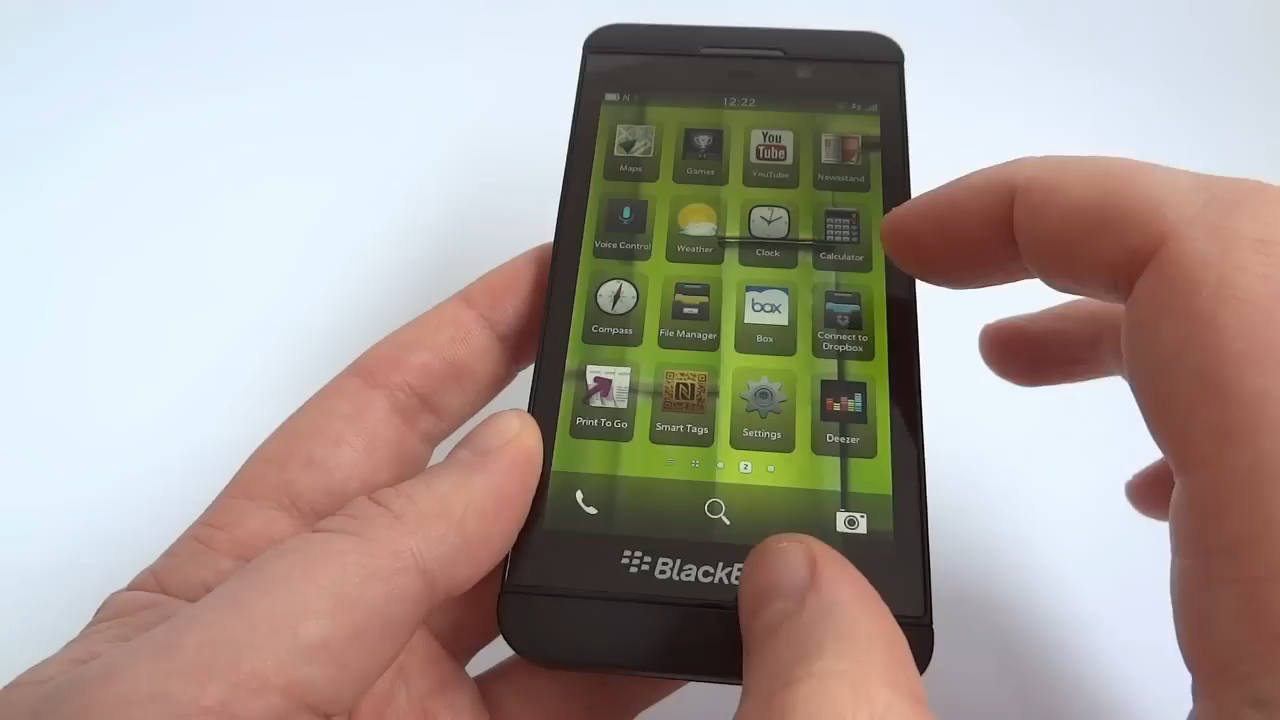 N 12:22
Maps Games You Tube YouTube Newsstand
Voice Control Weather Clock Calculator
Compass File Manager box Box Connect to Dropbox
Print To Go N Smart Tags Settings Deezer
2
BlackB